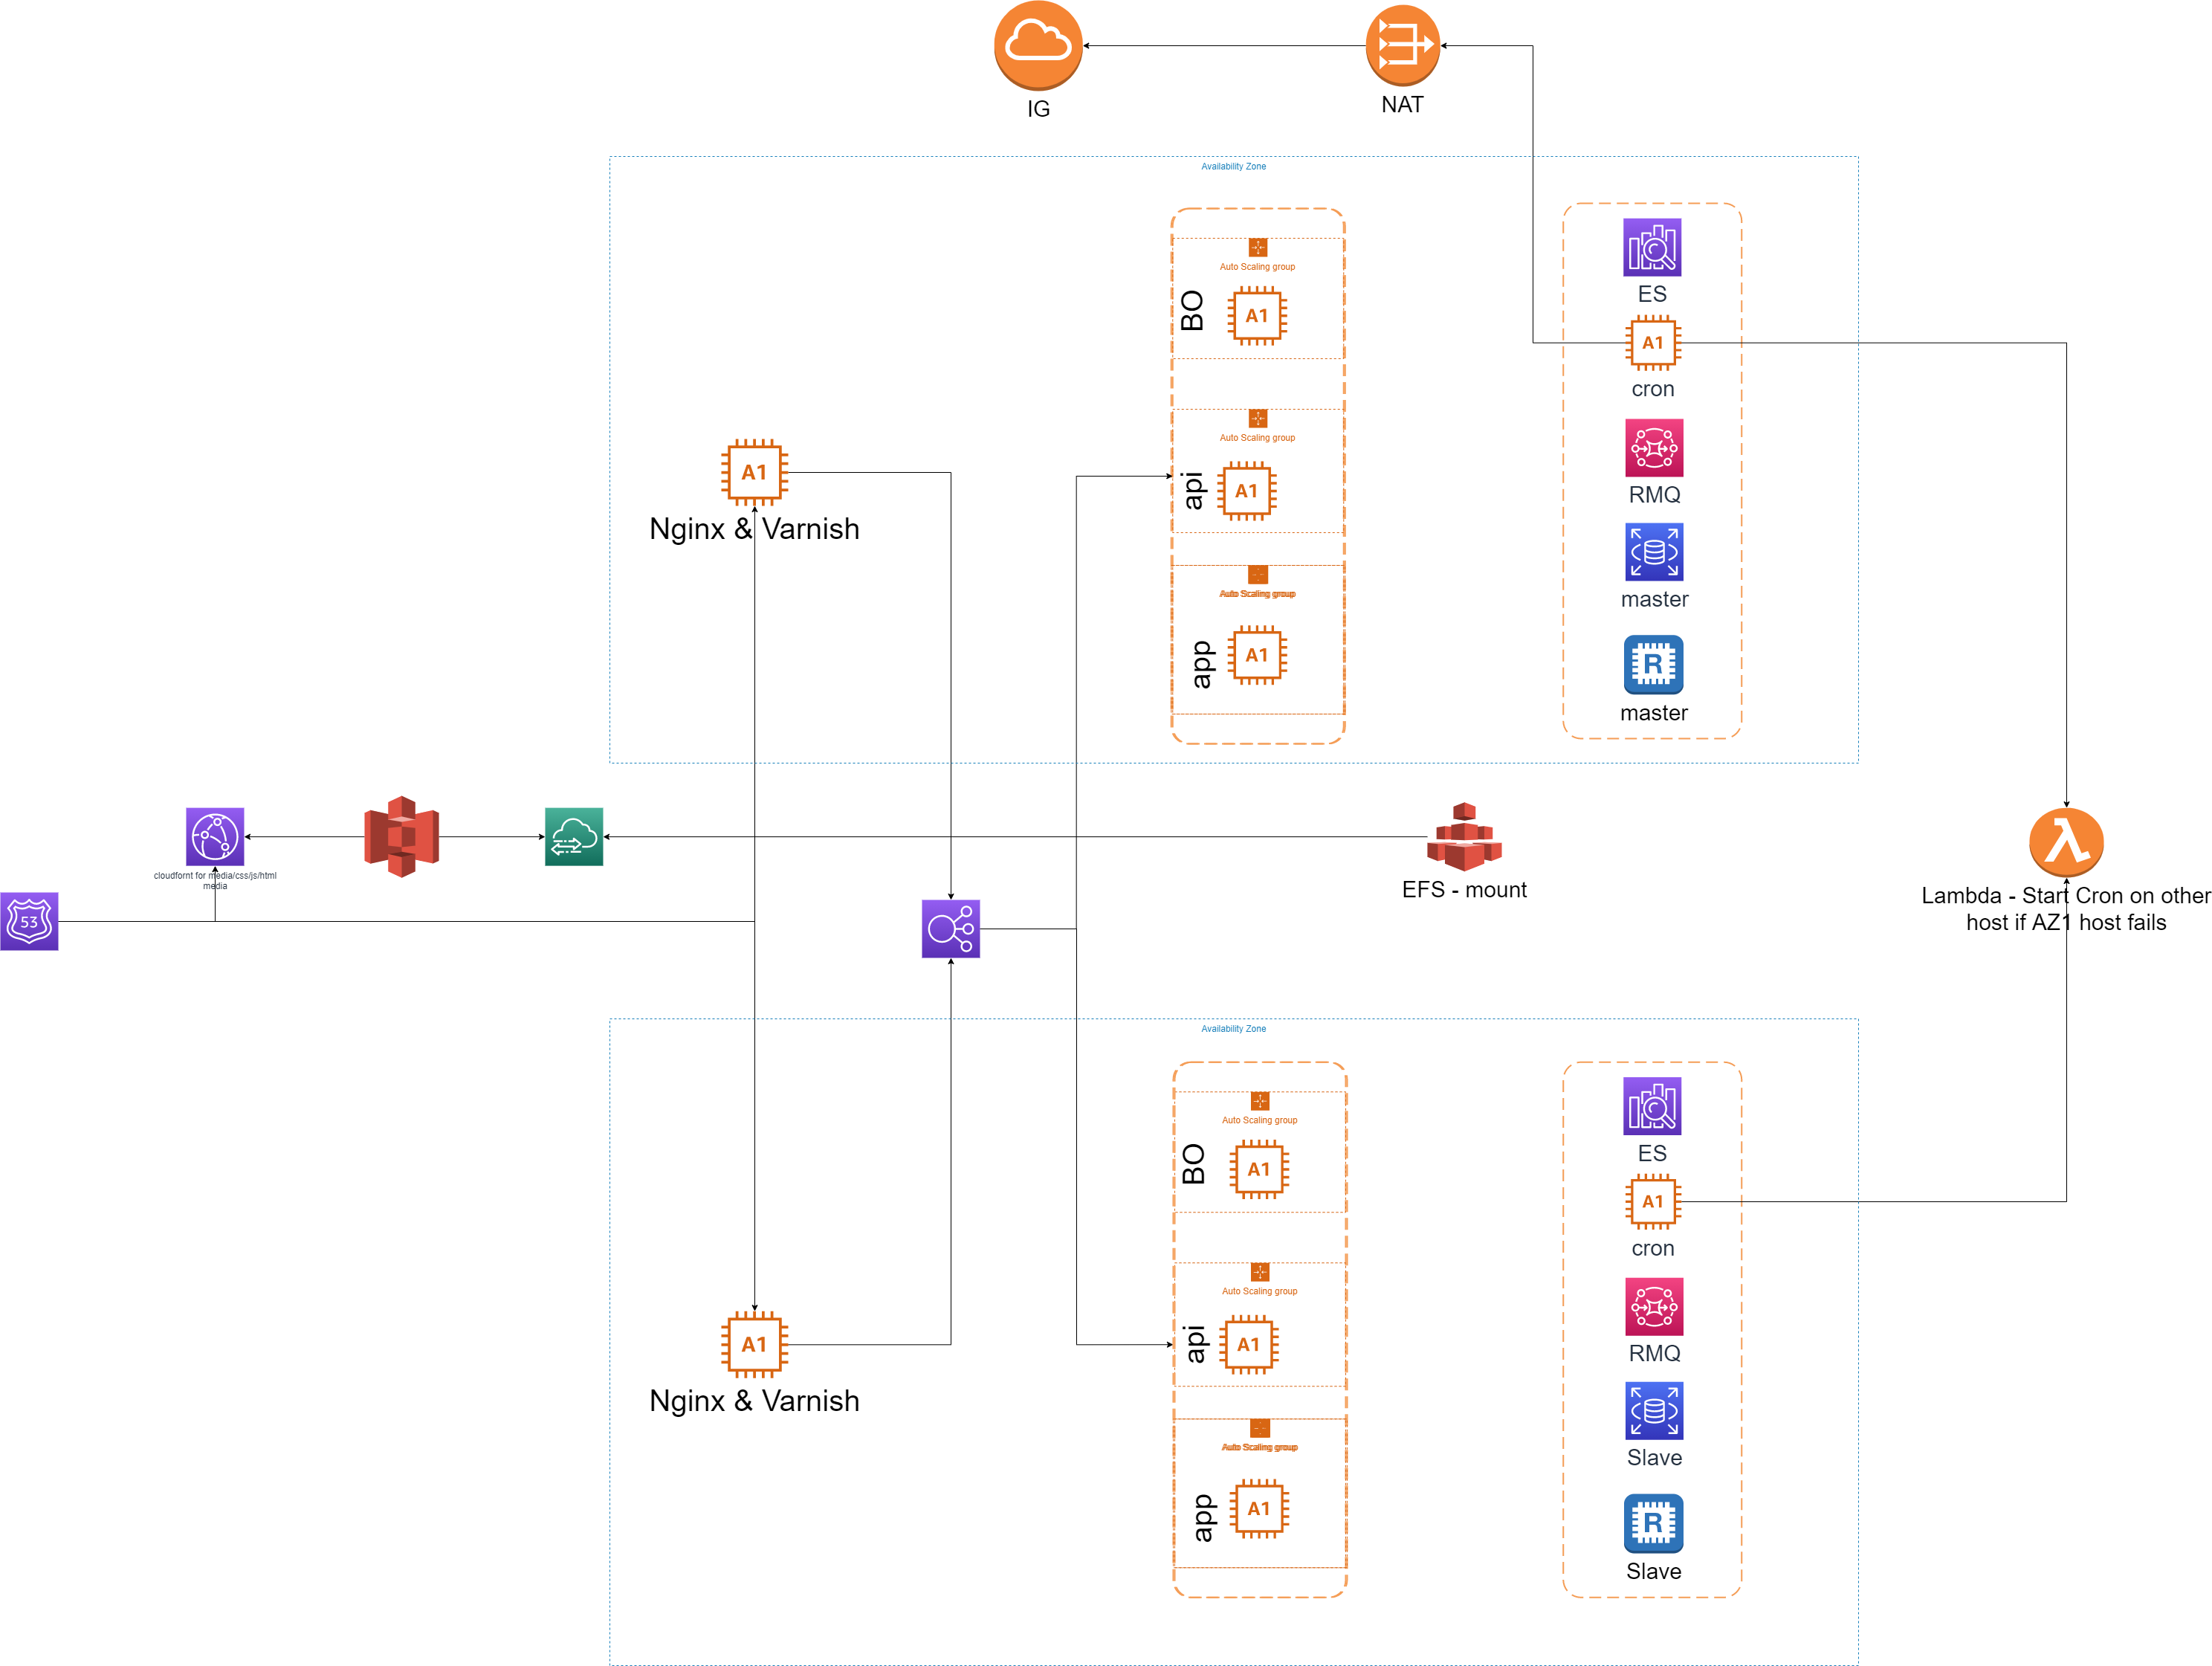 IG
NAT
Availability Zone
Auto Scaling group
BO
A1
Auto Scaling group
api
A1
Auto Scaling group
app
A1
ES
A1
cron
RMQ
master
R
master
A1
Nginx & Varnish
cloudfornt for media/css/js/html
media
53
EFS - mount
Lambda - Start Cron on other
host if AZ1 host fails
Availability Zone
Auto Scaling group
BO
A1
Auto Scaling group
api
A1
Auto Scaling group
app
A1
ES
A1
cron
RMQ
Slave
R
Slave
A1
Nginx & Varnish